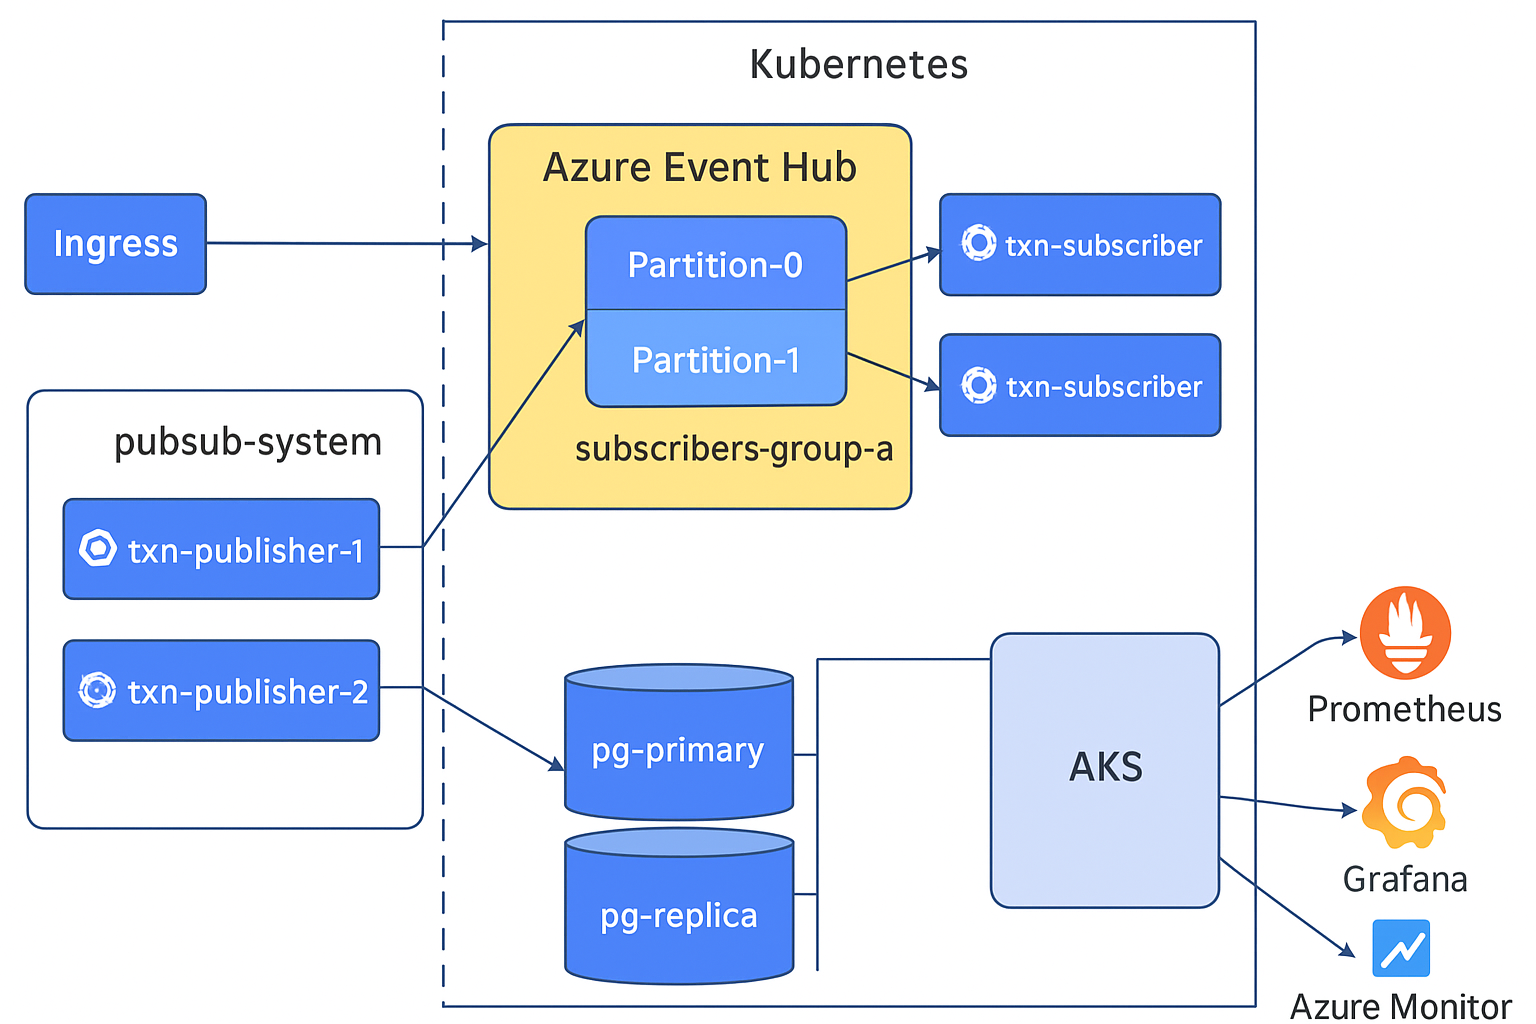 Kubernetes
Azure Event Hub
Ingress
Partition-0
Partition-1
subscribers-group-a
txn-subscriber
txn-subscriber
pubsub-system
txn-publisher-1
txn-publisher-2
pg-primary
pg-replica
AKS
Prometheus
Grafana
Azure Monitor